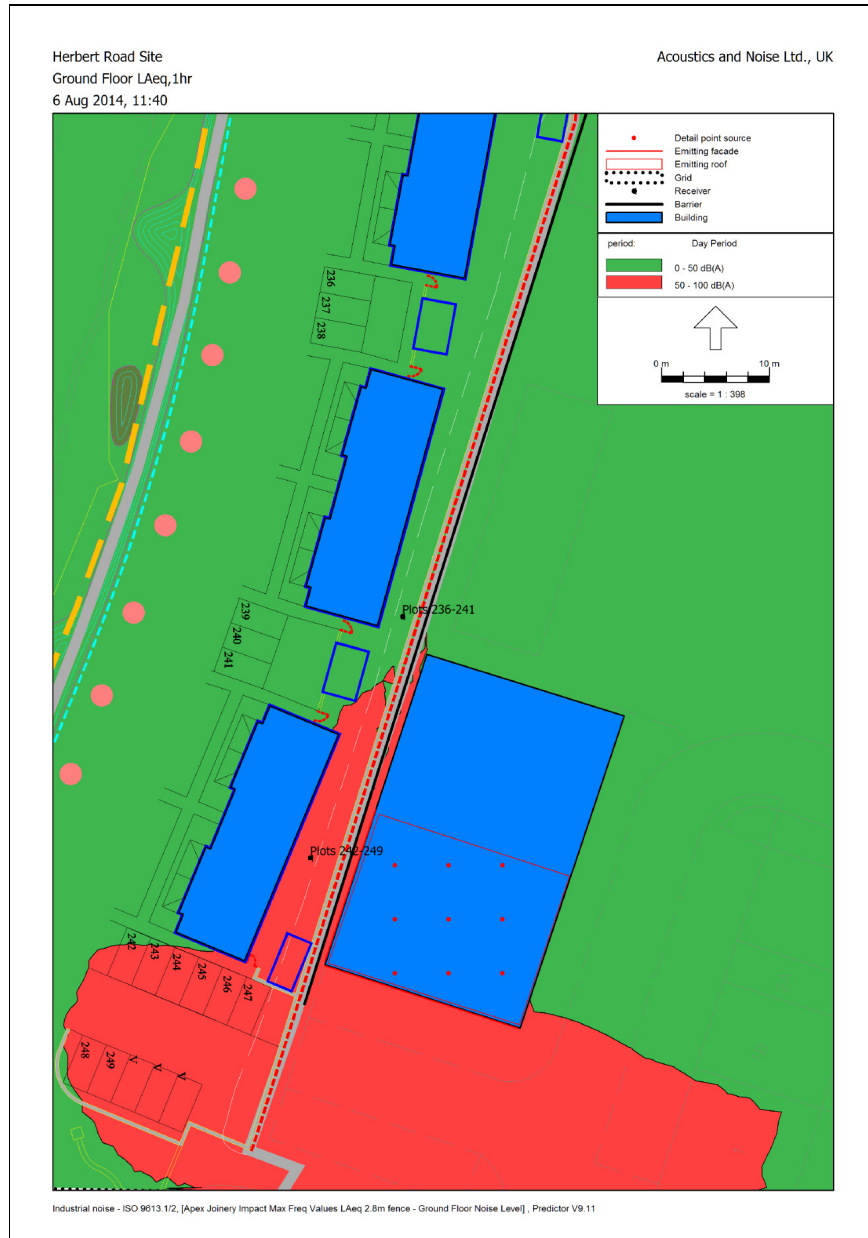 Herbert Road Site
Acoustics and Noise Ltd., UK
Ground Floor LAeq,1hr
6 Aug 2014, 11:40
Detail point source
Emitting facade
Emitting roof
Grid
Receiver
Barrier
Building
period: Day Period
0 - 50 dB(A)
50 - 100 dB(A)
0 m 10 m
scale = 1 : 398
236
237
238
239
240
241
Plots 236-241
Plots 242-249
242
243
244
245
246
247
248
249
V
V
V
Industrial noise - ISO 9613.1/2, [Apex Joinery Impact Max Freq Values LAeq 2.8m fence - Ground Floor Noise Level] , Predictor V9.11